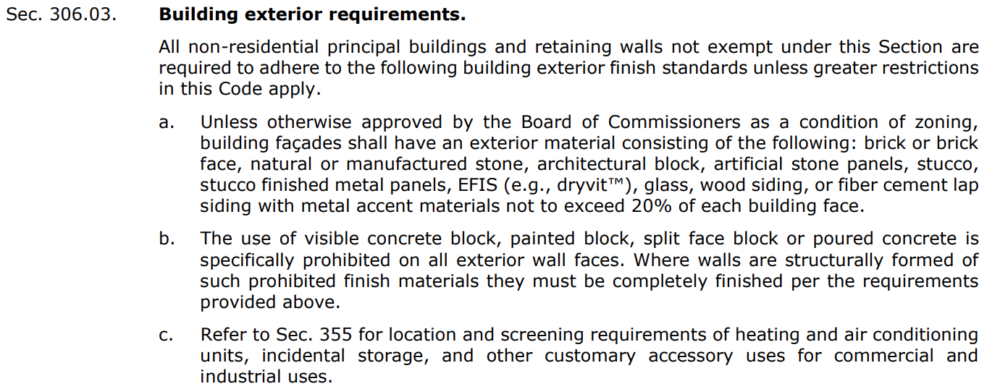 Sec. 306.03. Building exterior requirements.
All non-residential principal buildings and retaining walls not exempt under this Section are
required to adhere to the following building exterior finish standards unless greater restrictions
in this Code apply.
a. Unless otherwise approved by the Board of Commissioners as a condition of zoning,
building façades shall have an exterior material consisting of the following: brick or brick
face, natural or manufactured stone, architectural block, artificial stone panels, stucco,
stucco finished metal panels, EFIS (e.g., dryvit™), glass, wood siding, or fiber cement lap
siding with metal accent materials not to exceed 20% of each building face.
b. The use of visible concrete block, painted block, split face block or poured concrete is
specifically prohibited on all exterior wall faces. Where walls are structurally formed of
such prohibited finish materials they must be completely finished per the requirements
provided above.
c. Refer to Sec. 355 for location and screening requirements of heating and air conditioning
units, incidental storage, and other customary accessory uses for commercial and
industrial uses.